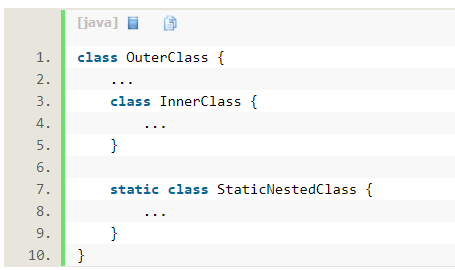 [java]
1. class OuterClass {
2.     ...
3.     class InnerClass {
4.         ...
5.     }
6.
7.     static class StaticNestedClass {
8.         ...
9.     }
10. }